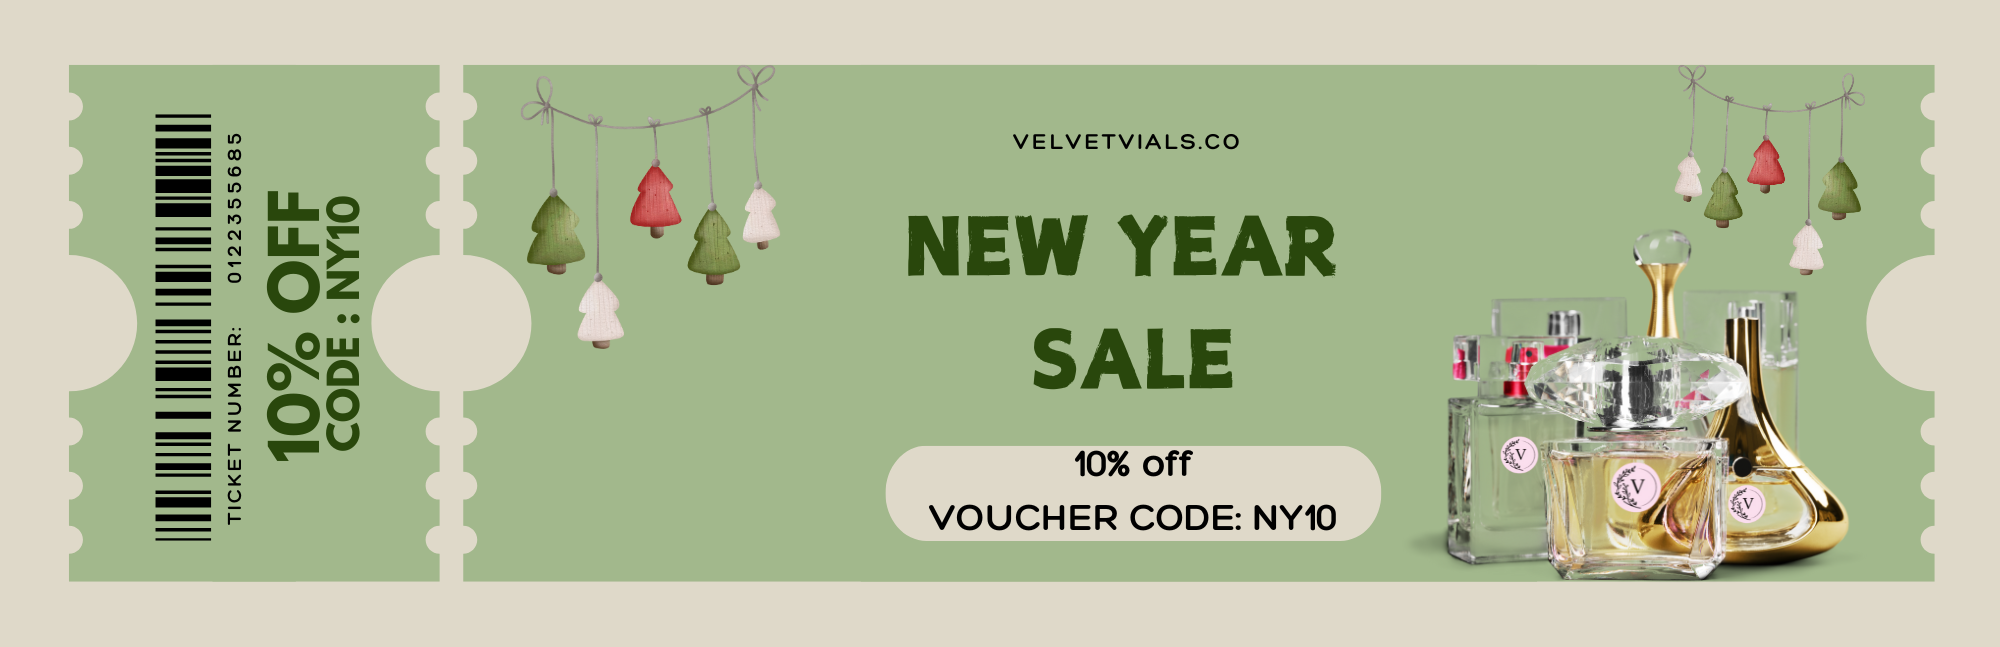 TICKET NUMBER: 0122355685
10% OFF
CODE : NY10
VELVETVIALS.CO
NEW YEAR
SALE
10% off
VOUCHER CODE: NY10
V
V
V